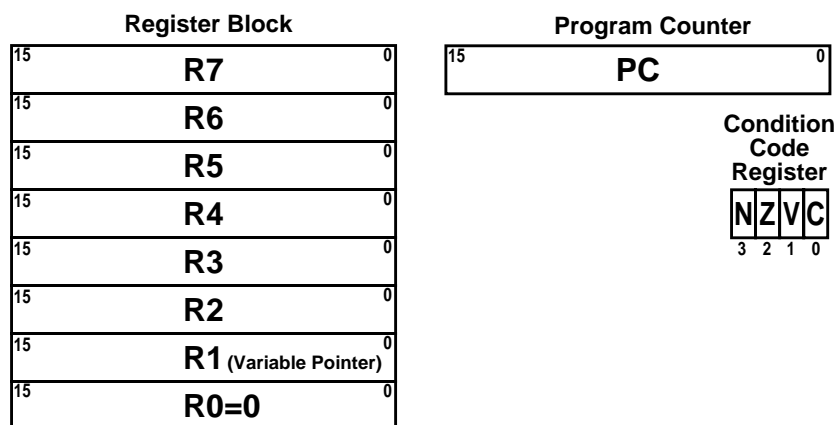 Register Block
15 R7 0
15 R6 0
15 R5 0
15 R4 0
15 R3 0
15 R2 0
15 R1 (Variable Pointer) 0
15 R0=0 0
Program Counter
15 PC 0
Condition
Code
Register
N Z V C
3 2 1 0